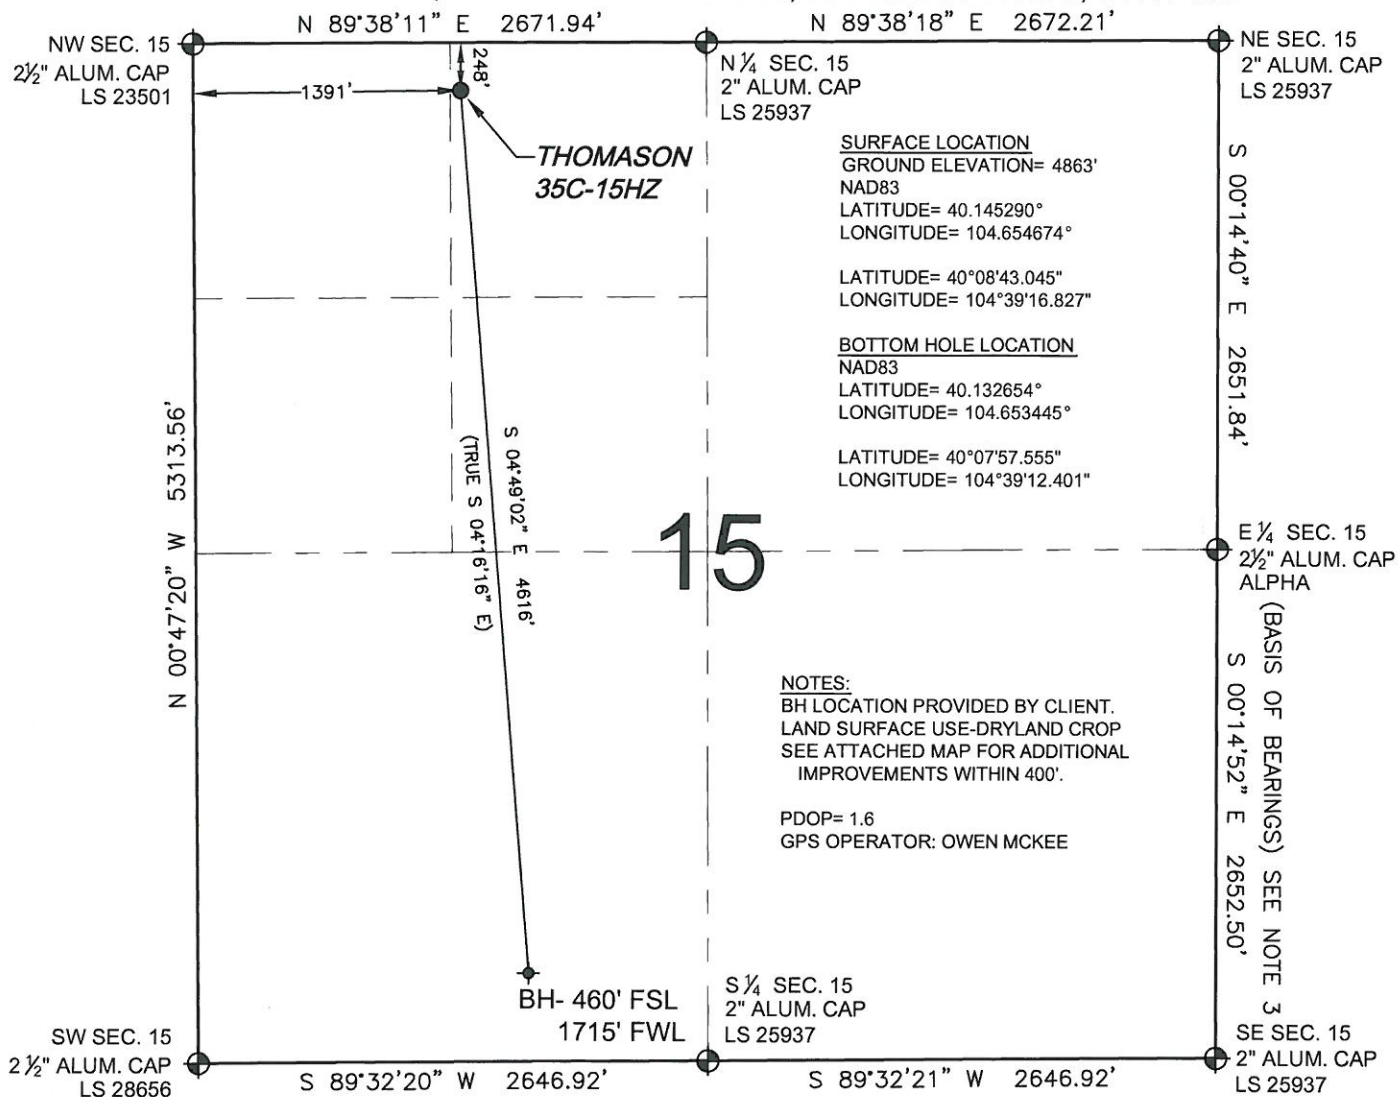 N 89°38'11" E 2671.94'
N 89°38'18" E 2672.21'
NW SEC. 15
2½" ALUM. CAP
LS 23501
N ¼ SEC. 15
2" ALUM. CAP
LS 25937
NE SEC. 15
2" ALUM. CAP
LS 25937
248'
1391'
THOMASON
35C-15HZ
SURFACE LOCATION
GROUND ELEVATION= 4863'
NAD83
LATITUDE= 40.145290°
LONGITUDE= 104.654674°
LATITUDE= 40°08'43.045"
LONGITUDE= 104°39'16.827"
BOTTOM HOLE LOCATION
NAD83
LATITUDE= 40.132654°
LONGITUDE= 104.653445°
LATITUDE= 40°07'57.555"
LONGITUDE= 104°39'12.401"
S 00°14'40" E 2651.84'
N 00°47'20" W 5313.56'
S 04°49'02" E 4616'
(TRUE S 04°16'16" E)
15
E ¼ SEC. 15
2½" ALUM. CAP
ALPHA
(BASIS OF BEARINGS) SEE NOTE 3
S 00°14'52" E 2652.50'
NOTES:
BH LOCATION PROVIDED BY CLIENT.
LAND SURFACE USE-DRYLAND CROP
SEE ATTACHED MAP FOR ADDITIONAL
IMPROVEMENTS WITHIN 400'.
PDOP= 1.6
GPS OPERATOR: OWEN MCKEE
BH- 460' FSL
1715' FWL
S ¼ SEC. 15
2" ALUM. CAP
LS 25937
SW SEC. 15
2 ½" ALUM. CAP
LS 28656
SE SEC. 15
2" ALUM. CAP
LS 25937
S 89°32'20" W 2646.92'
S 89°32'21" W 2646.92'